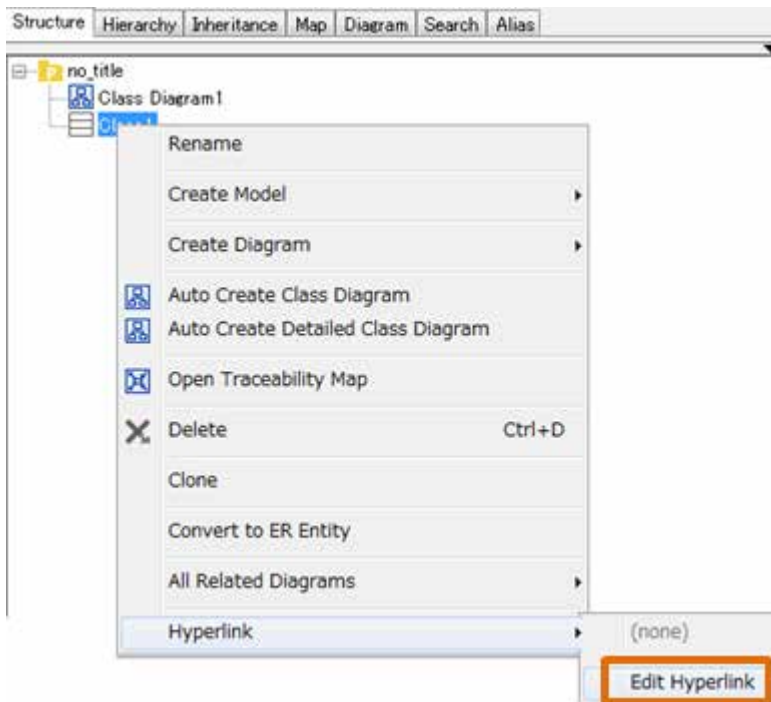 Structure Hierarchy Inheritance Map Diagram Search Alias
no_title
Class Diagram1
Rename
Create Model
Create Diagram
Auto Create Class Diagram
Auto Create Detailed Class Diagram
Open Traceability Map
Delete Ctrl+D
Clone
Convert to ER Entity
All Related Diagrams
Hyperlink (none)
Edit Hyperlink